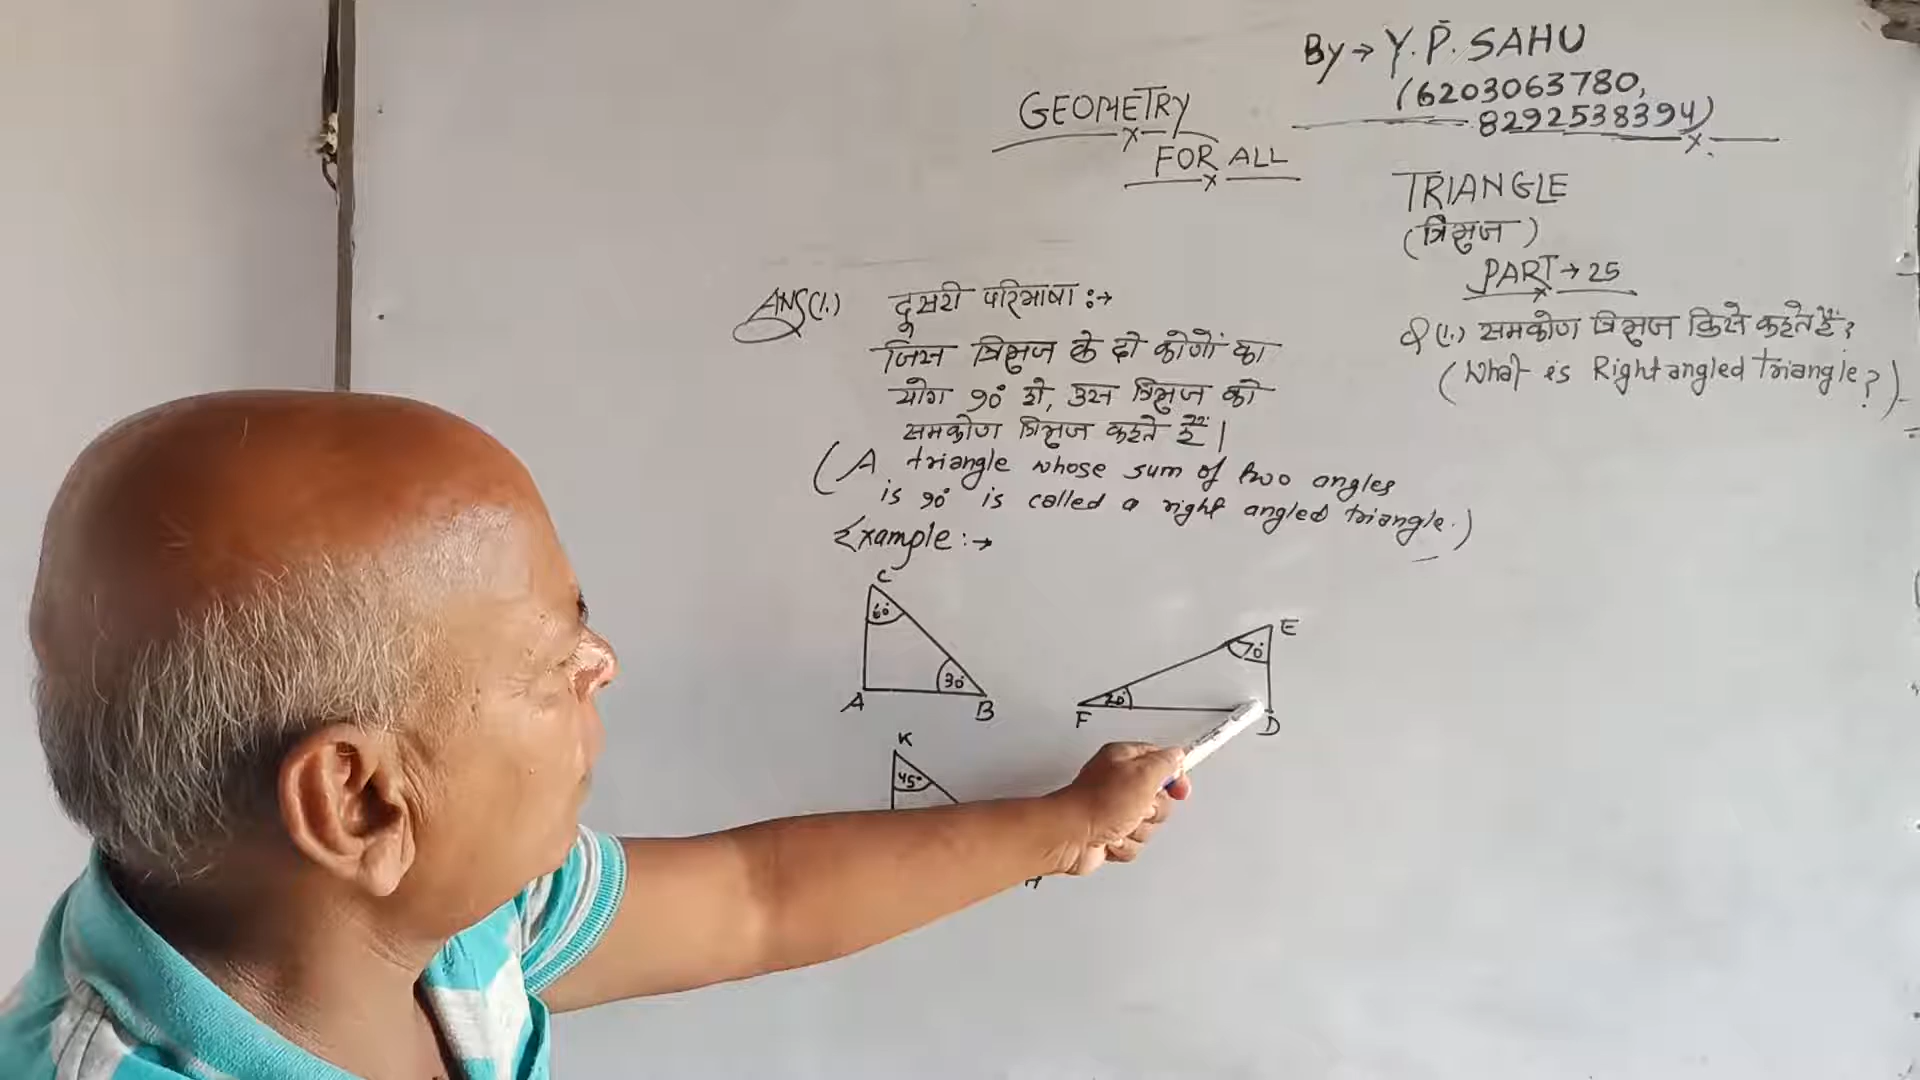 By → Y. P. SAHU
(6203063780,
8292538394)
GEOMETRY
FOR ALL
TRIANGLE
(त्रिभुज)
PART → 25
Q(1.) समकोण त्रिभुज किसे कहते हैं?
(What is Right angled triangle?)
ANS(1.) दूसरी परिभाषा :→
जिस त्रिभुज के दो कोणों का
योग 90° हो, उस त्रिभुज को
समकोण त्रिभुज कहते हैं।
(A triangle whose sum of two angles
is 90° is called a right angled triangle.)
Example :→
C
60°
30°
A
B
E
70°
20°
F
D
K
45°